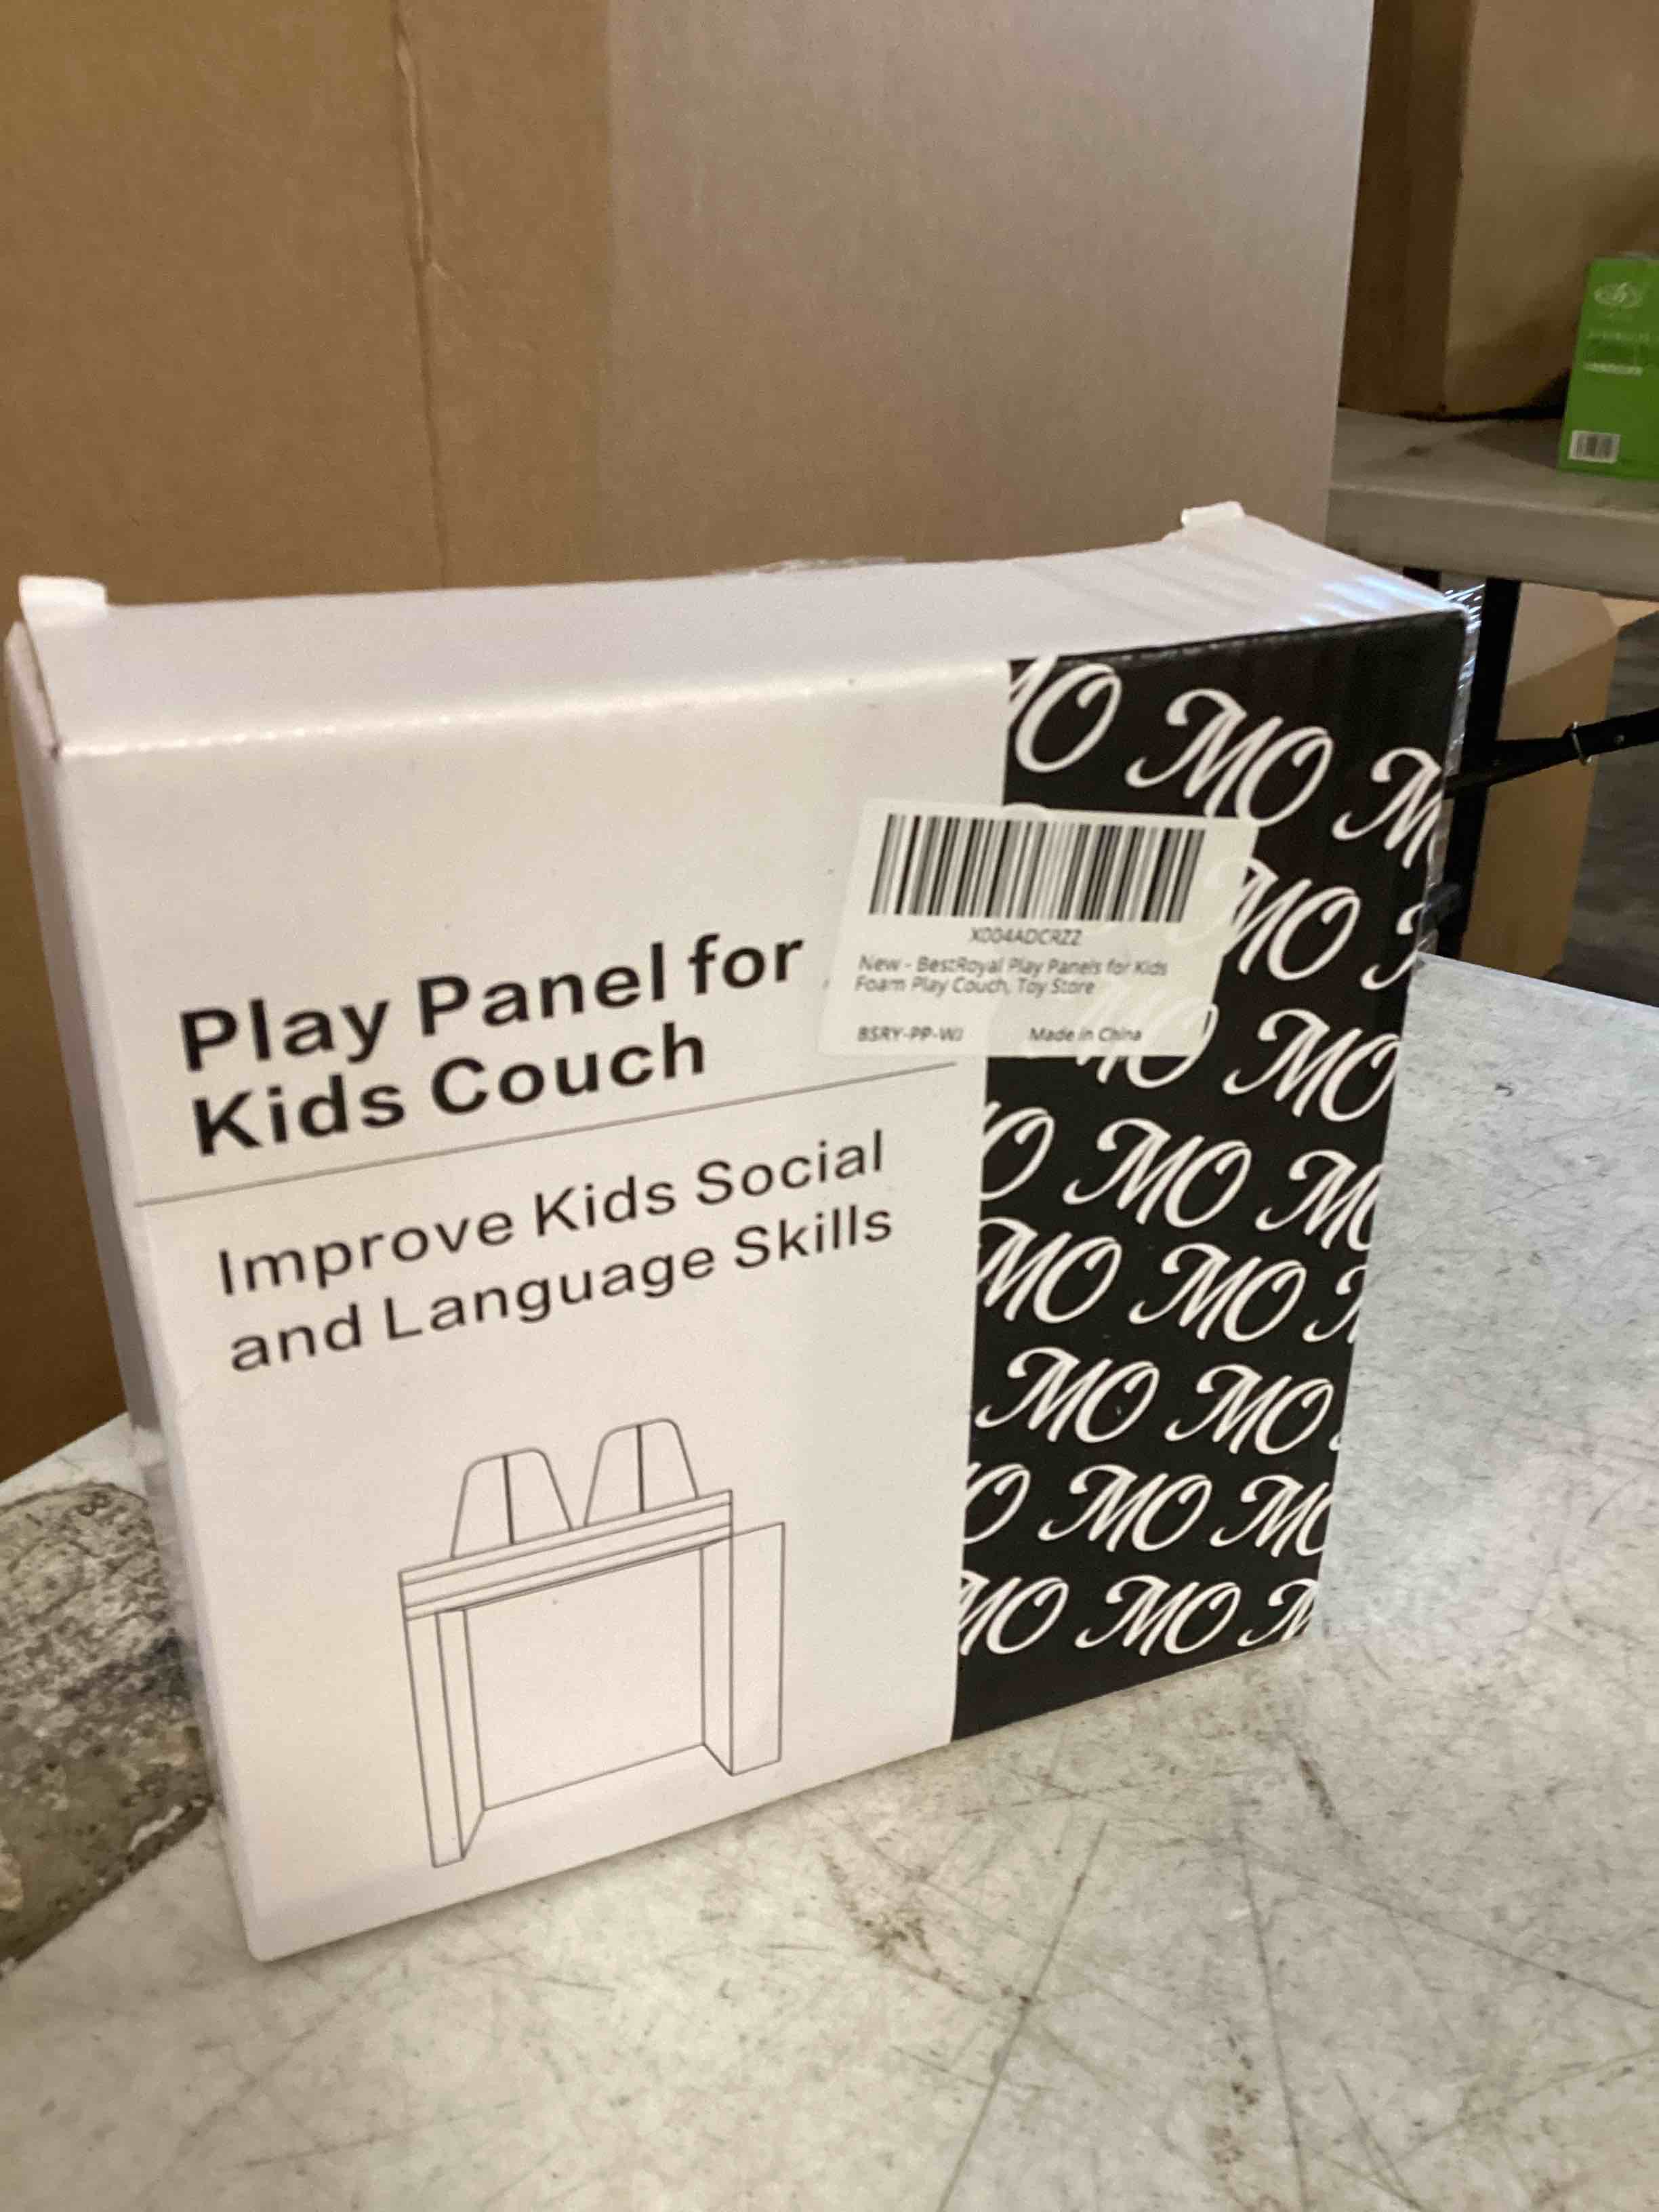 Play Panel for
Kids Couch
Improve Kids Social
and Language Skills
X004ADCRZZ
New - BestRoyal Play Panels for Kids
Foam Play Couch, Toy Store
BSRY-PP-WJ Made in China
MO MO M
MO
MO MO
MO MO MO
MO MO
MO MO
MO MO MO
MO MO